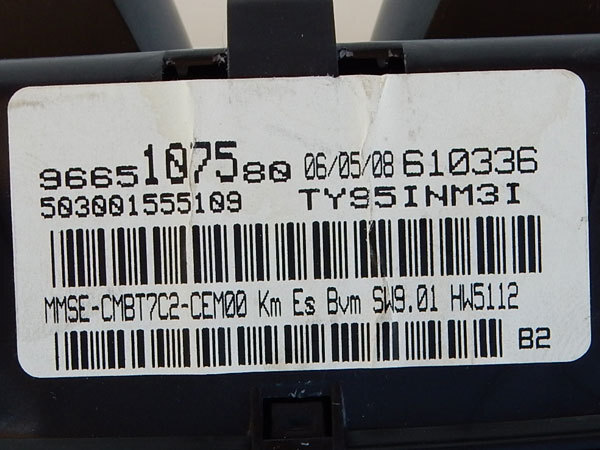 9665107580 06/05/08 610336
503001555109 TY95INM3I
MMSE-CMBT7C2-CEM00 Km Es Bvm SW9.01 HW5112
B2